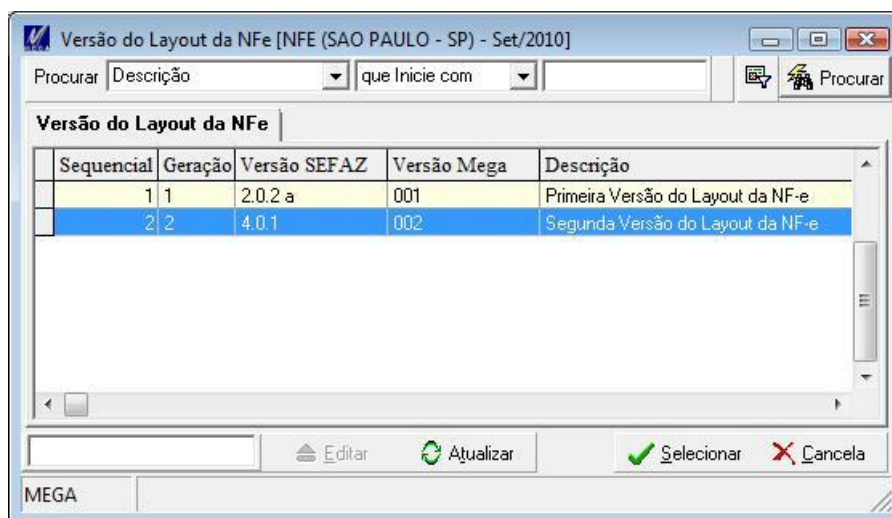 Versão do Layout da NFe [NFE (SAO PAULO - SP) - Set/2010]
Procurar Descrição que Inicie com Procurar
Versão do Layout da NFe
Sequencial Geração Versão SEFAZ Versão Mega Descrição
1 1 2.0.2 a 001 Primeira Versão do Layout da NF-e
2 2 4.0.1 002 Segunda Versão do Layout da NF-e
Editar Atualizar Selecionar Cancela
MEGA